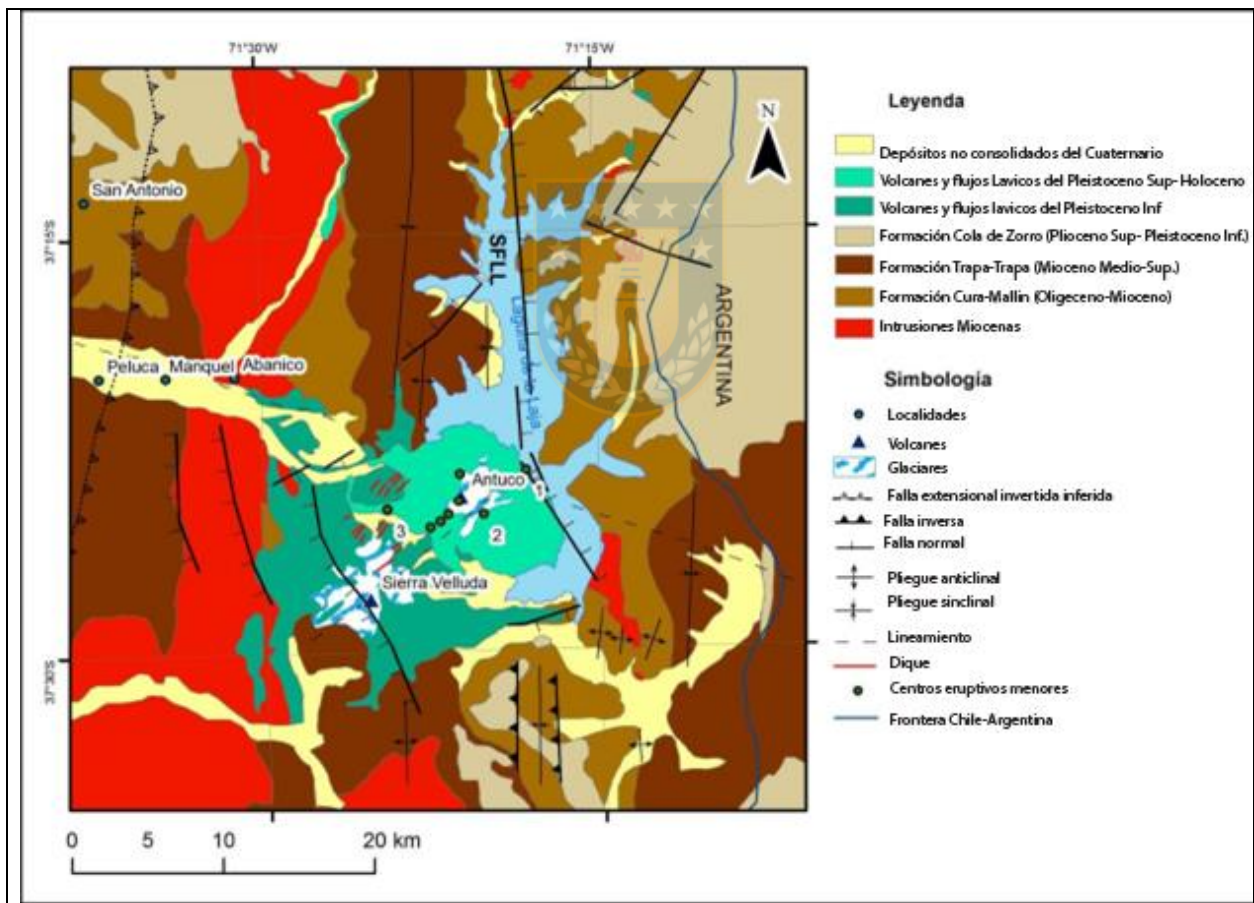 71°30'W
71°15'W
37°15'S
37°30'S
N
San Antonio
SFLL
Laguna de la Laja
ARGENTINA
Peluca
Manquel
Abanico
Antuco
1
2
3
Sierra Velluda
0
5
10
20 km
Leyenda
Depósitos no consolidados del Cuaternario
Volcanes y flujos Lavicos del Pleistoceno Sup- Holoceno
Volcanes y flujos lavicos del Pleistoceno Inf
Formación Cola de Zorro (Plioceno Sup- Pleistoceno Inf.)
Formación Trapa-Trapa (Mioceno Medio-Sup.)
Formación Cura-Mallín (Oligeceno-Mioceno)
Intrusiones Miocenas
Simbología
Localidades
Volcanes
Glaciares
Falla extensional invertida inferida
Falla inversa
Falla normal
Pliegue anticlinal
Pliegue sinclinal
Lineamiento
Dique
Centros eruptivos menores
Frontera Chile-Argentina